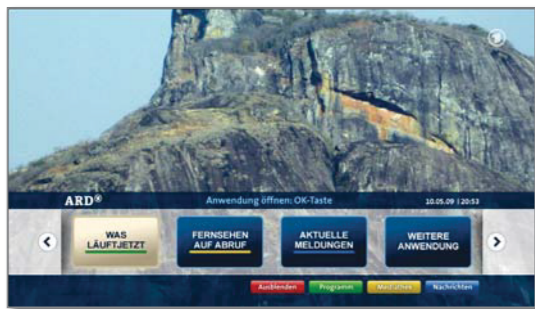 ARD® Anwendung öffnen: OK-Taste 10.05.09 | 20:53
WAS
LÄUFTJETZT
FERNSEHEN
AUF ABRUF
AKTUELLE
MELDUNGEN
WEITERE
ANWENDUNG
Ausblenden Programm Mediathek Nachrichten